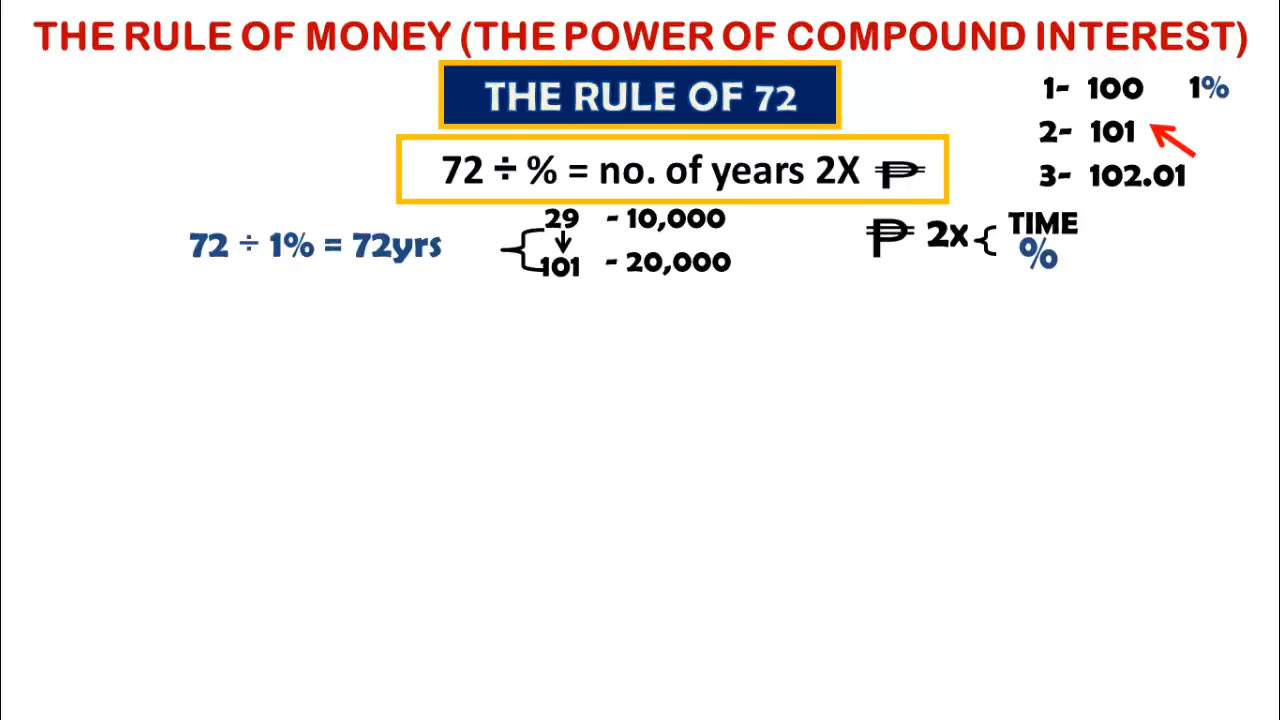 THE RULE OF MONEY (THE POWER OF COMPOUND INTEREST)
THE RULE OF 72
72 ÷ % = no. of years 2X ₱
1- 100 1%
2- 101
3- 102.01
72 ÷ 1% = 72yrs
29 - 10,000
101 - 20,000
₱ 2x { TIME
%